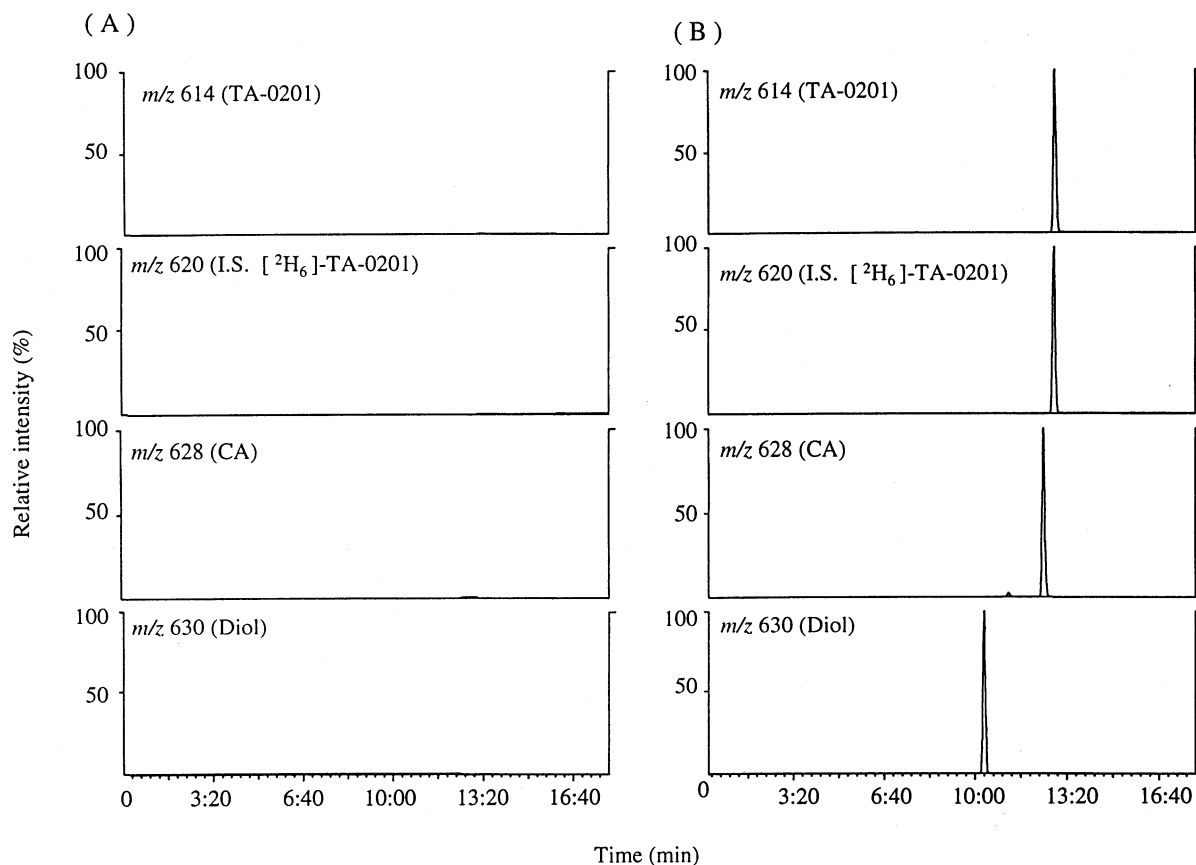 ( A )
100
m/z 614 (TA-0201)
50
100
m/z 620 (I.S. [ ²H₆ ]-TA-0201)
50
100
m/z 628 (CA)
50
100
m/z 630 (Diol)
50
0 3:20 6:40 10:00 13:20 16:40
( B )
100
m/z 614 (TA-0201)
50
100
m/z 620 (I.S. [ ²H₆ ]-TA-0201)
50
100
m/z 628 (CA)
50
100
m/z 630 (Diol)
50
0 3:20 6:40 10:00 13:20 16:40
Relative intensity (%)
Time (min)